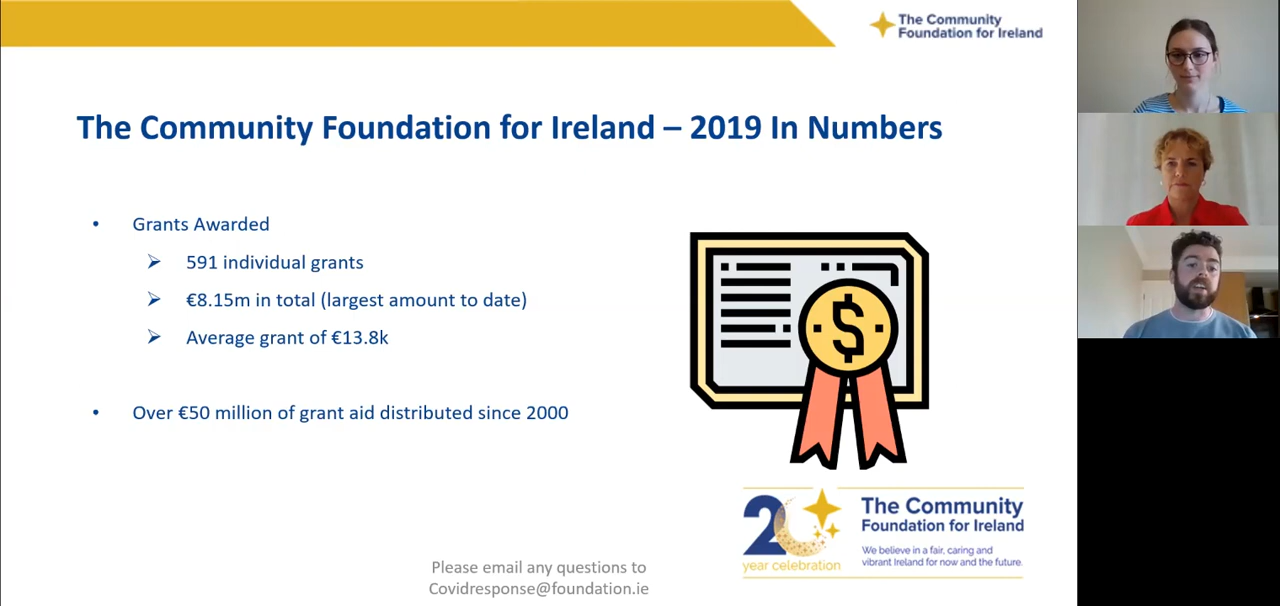 The Community
Foundation for Ireland
The Community Foundation for Ireland – 2019 In Numbers
• Grants Awarded
➢ 591 individual grants
➢ €8.15m in total (largest amount to date)
➢ Average grant of €13.8k
• Over €50 million of grant aid distributed since 2000
$
20
year celebration
The Community
Foundation for Ireland
We believe in a fair, caring and
vibrant Ireland for now and the future.
Please email any questions to
Covidresponse@foundation.ie